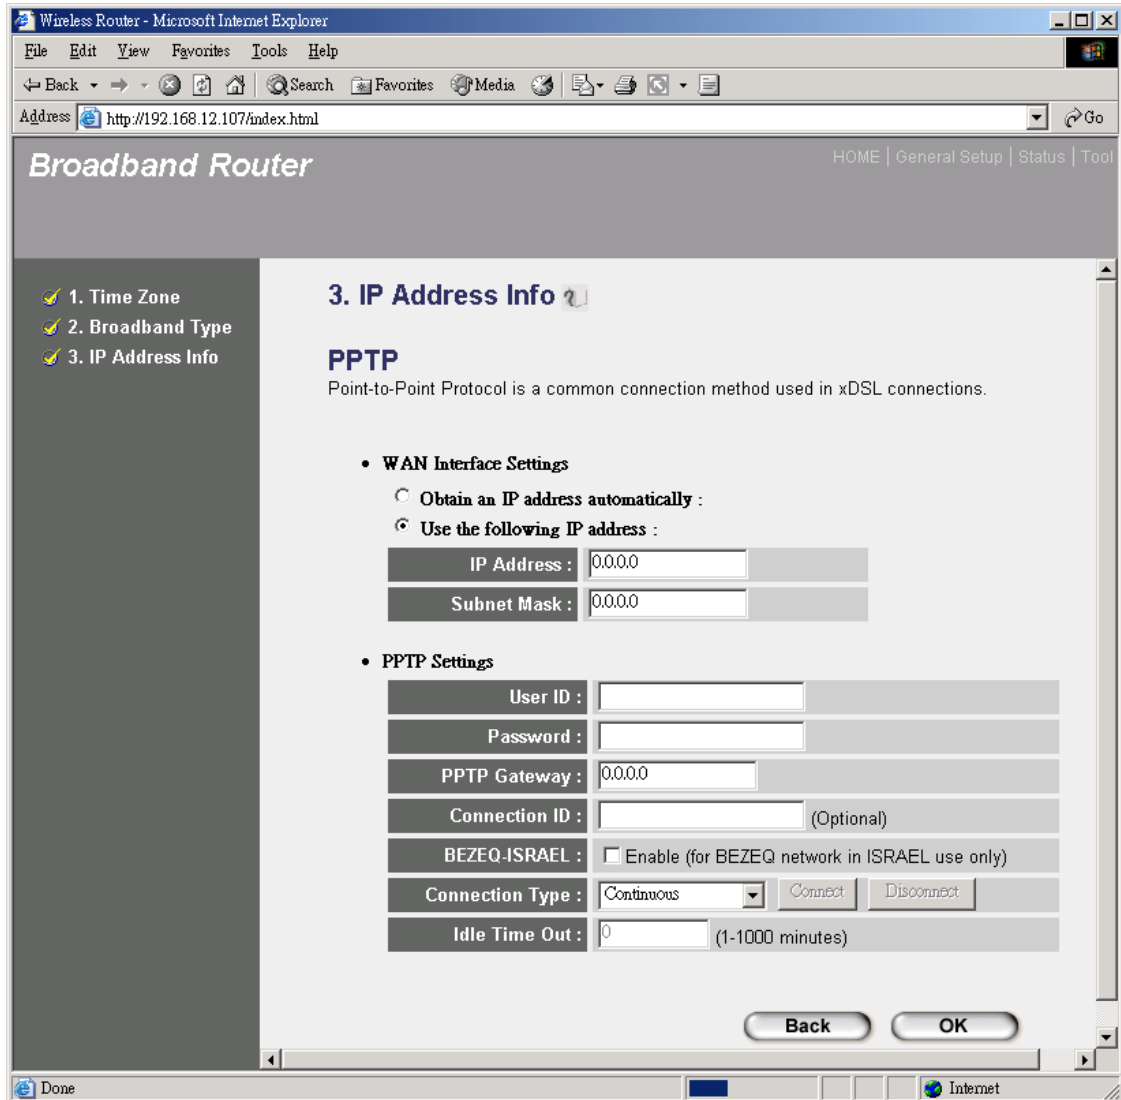 Wireless Router - Microsoft Internet Explorer
File Edit View Favorites Tools Help
Back Search Favorites Media
Address http://192.168.12.107/index.html Go
Broadband Router
HOME | General Setup | Status | Tool
1. Time Zone
2. Broadband Type
3. IP Address Info
3. IP Address Info
PPTP
Point-to-Point Protocol is a common connection method used in xDSL connections.
• WAN Interface Settings
Obtain an IP address automatically :
Use the following IP address :
IP Address : 0.0.0.0
Subnet Mask : 0.0.0.0
• PPTP Settings
User ID :
Password :
PPTP Gateway : 0.0.0.0
Connection ID : (Optional)
BEZEQ-ISRAEL : Enable (for BEZEQ network in ISRAEL use only)
Connection Type : Continuous Connect Disconnect
Idle Time Out : 0 (1-1000 minutes)
Back OK
Done Internet